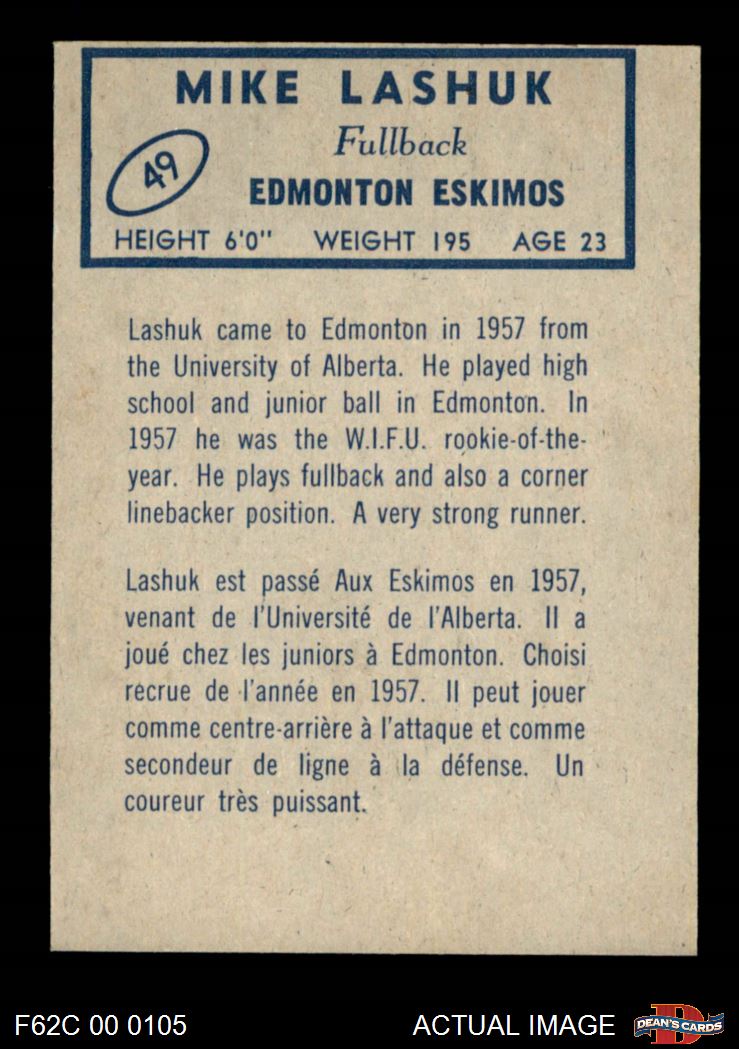 MIKE LASHUK
Fullback
49
EDMONTON ESKIMOS
HEIGHT 6'0" WEIGHT 195 AGE 23
Lashuk came to Edmonton in 1957 from
the University of Alberta. He played high
school and junior ball in Edmonton. In
1957 he was the W.I.F.U. rookie-of-the-
year. He plays fullback and also a corner
linebacker position. A very strong runner.
Lashuk est passé Aux Eskimos en 1957,
venant de l'Université de l'Alberta. Il a
joué chez les juniors à Edmonton. Choisi
recrue de l'année en 1957. Il peut jouer
comme centre-arrière à l'attaque et comme
secondeur de ligne à la défense. Un
coureur très puissant.
F62C 00 0105 ACTUAL IMAGE
D
DEAN'S CARDS